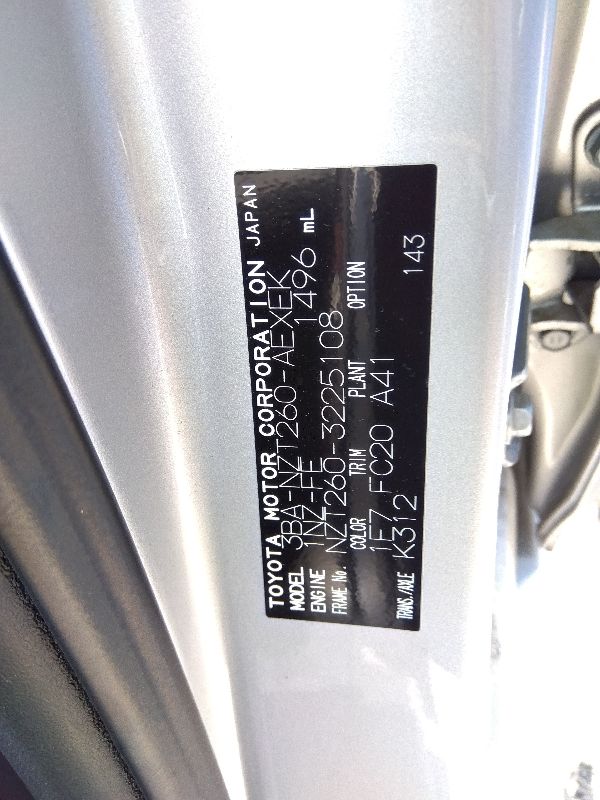 TOYOTA MOTOR CORPORATION JAPAN
MODEL 3BA-NZT260-AEXEK
ENGINE 1NZ-FE 1496 mL
FRAME No. NZT260-3225108
COLOR TRIM PLANT OPTION
1E7 FC20 A41
TRANS./AXLE K312 143